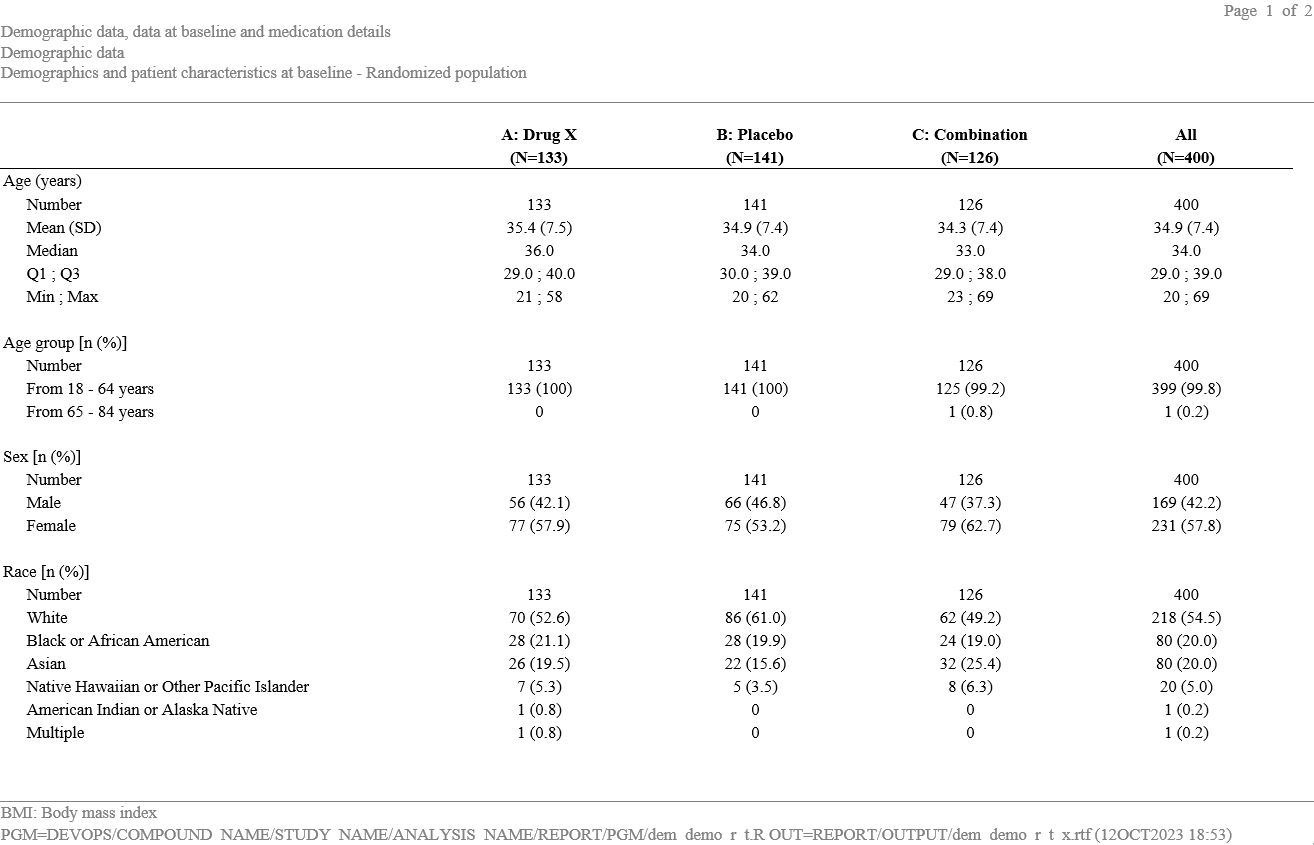 Page 1 of 2
Demographic data, data at baseline and medication details
Demographic data
Demographics and patient characteristics at baseline - Randomized population
A: Drug X B: Placebo C: Combination All
(N=133) (N=141) (N=126) (N=400)
Age (years)
Number 133 141 126 400
Mean (SD) 35.4 (7.5) 34.9 (7.4) 34.3 (7.4) 34.9 (7.4)
Median 36.0 34.0 33.0 34.0
Q1 ; Q3 29.0 ; 40.0 30.0 ; 39.0 29.0 ; 38.0 29.0 ; 39.0
Min ; Max 21 ; 58 20 ; 62 23 ; 69 20 ; 69
Age group [n (%)]
Number 133 141 126 400
From 18 - 64 years 133 (100) 141 (100) 125 (99.2) 399 (99.8)
From 65 - 84 years 0 0 1 (0.8) 1 (0.2)
Sex [n (%)]
Number 133 141 126 400
Male 56 (42.1) 66 (46.8) 47 (37.3) 169 (42.2)
Female 77 (57.9) 75 (53.2) 79 (62.7) 231 (57.8)
Race [n (%)]
Number 133 141 126 400
White 70 (52.6) 86 (61.0) 62 (49.2) 218 (54.5)
Black or African American 28 (21.1) 28 (19.9) 24 (19.0) 80 (20.0)
Asian 26 (19.5) 22 (15.6) 32 (25.4) 80 (20.0)
Native Hawaiian or Other Pacific Islander 7 (5.3) 5 (3.5) 8 (6.3) 20 (5.0)
American Indian or Alaska Native 1 (0.8) 0 0 1 (0.2)
Multiple 1 (0.8) 0 0 1 (0.2)
BMI: Body mass index
PGM=DEVOPS/COMPOUND NAME/STUDY NAME/ANALYSIS NAME/REPORT/PGM/dem demo r t.R OUT=REPORT/OUTPUT/dem demo r t x.rtf (12OCT2023 18:53)